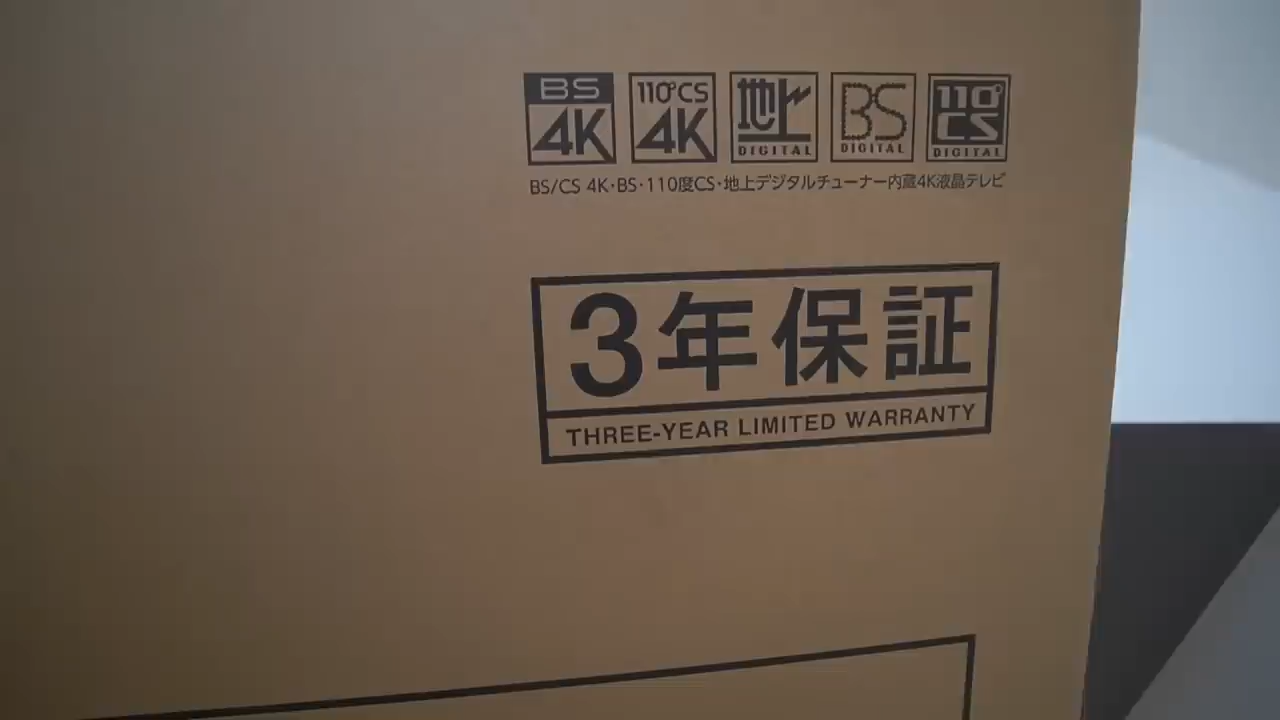 BS 4K
110°CS 4K
地上 DIGITAL
BS DIGITAL
110°CS DIGITAL
BS/CS 4K・BS・110度CS・地上デジタルチューナー内蔵4K液晶テレビ
3年保証
THREE-YEAR LIMITED WARRANTY